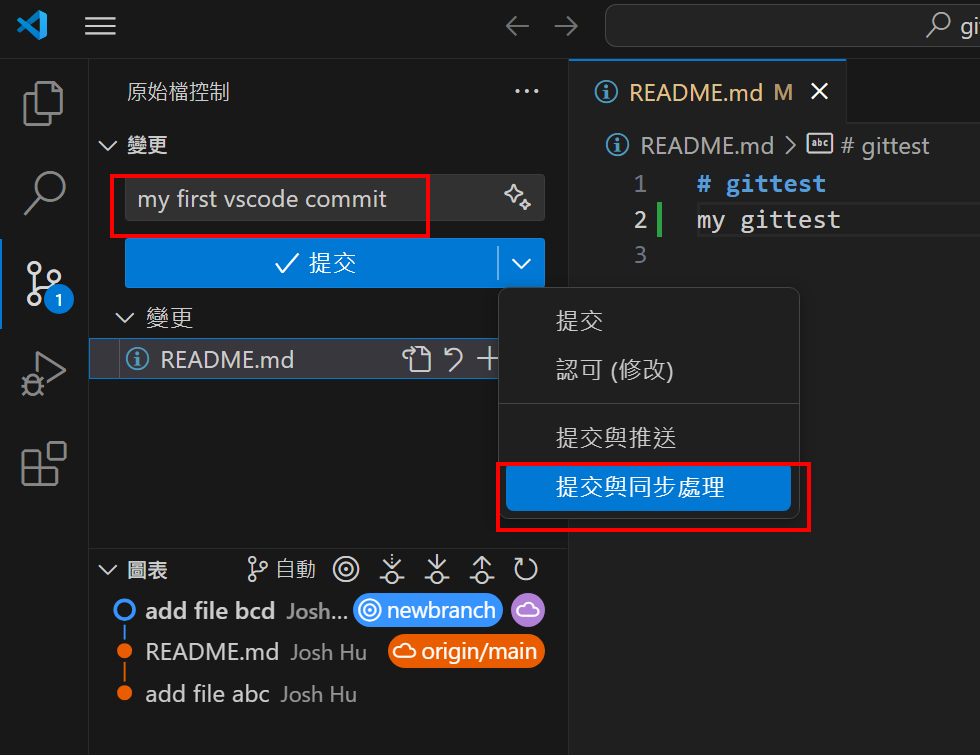 gi
原始檔控制
README.md M
變更
README.md > # gittest
my first vscode commit
1 # gittest
2 my gittest
3
提交
變更
1
README.md
提交
認可 (修改)
提交與推送
提交與同步處理
圖表
自動
add file bcd Josh... newbranch
README.md Josh Hu origin/main
add file abc Josh Hu